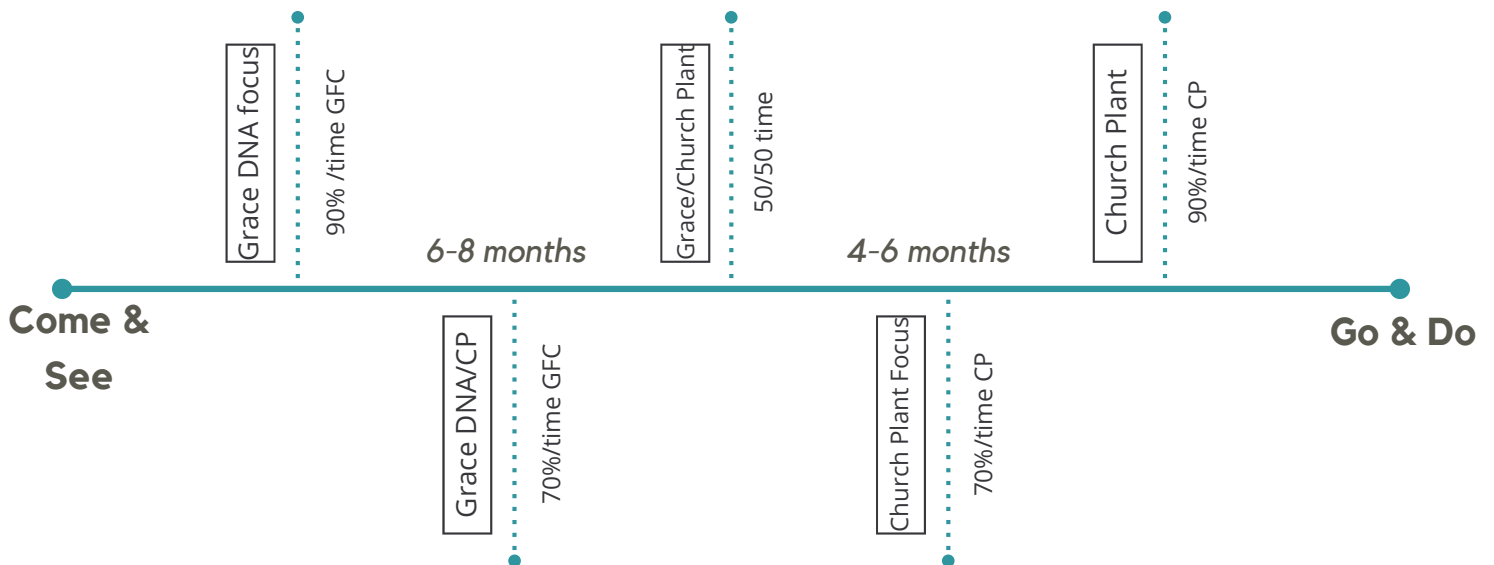 Grace DNA focus
90% /time GFC
6-8 months
Grace/Church Plant
50/50 time
4-6 months
Church Plant
90%/time CP
Come &
See
Go & Do
Grace DNA/CP
70%/time GFC
Church Plant Focus
70%/time CP